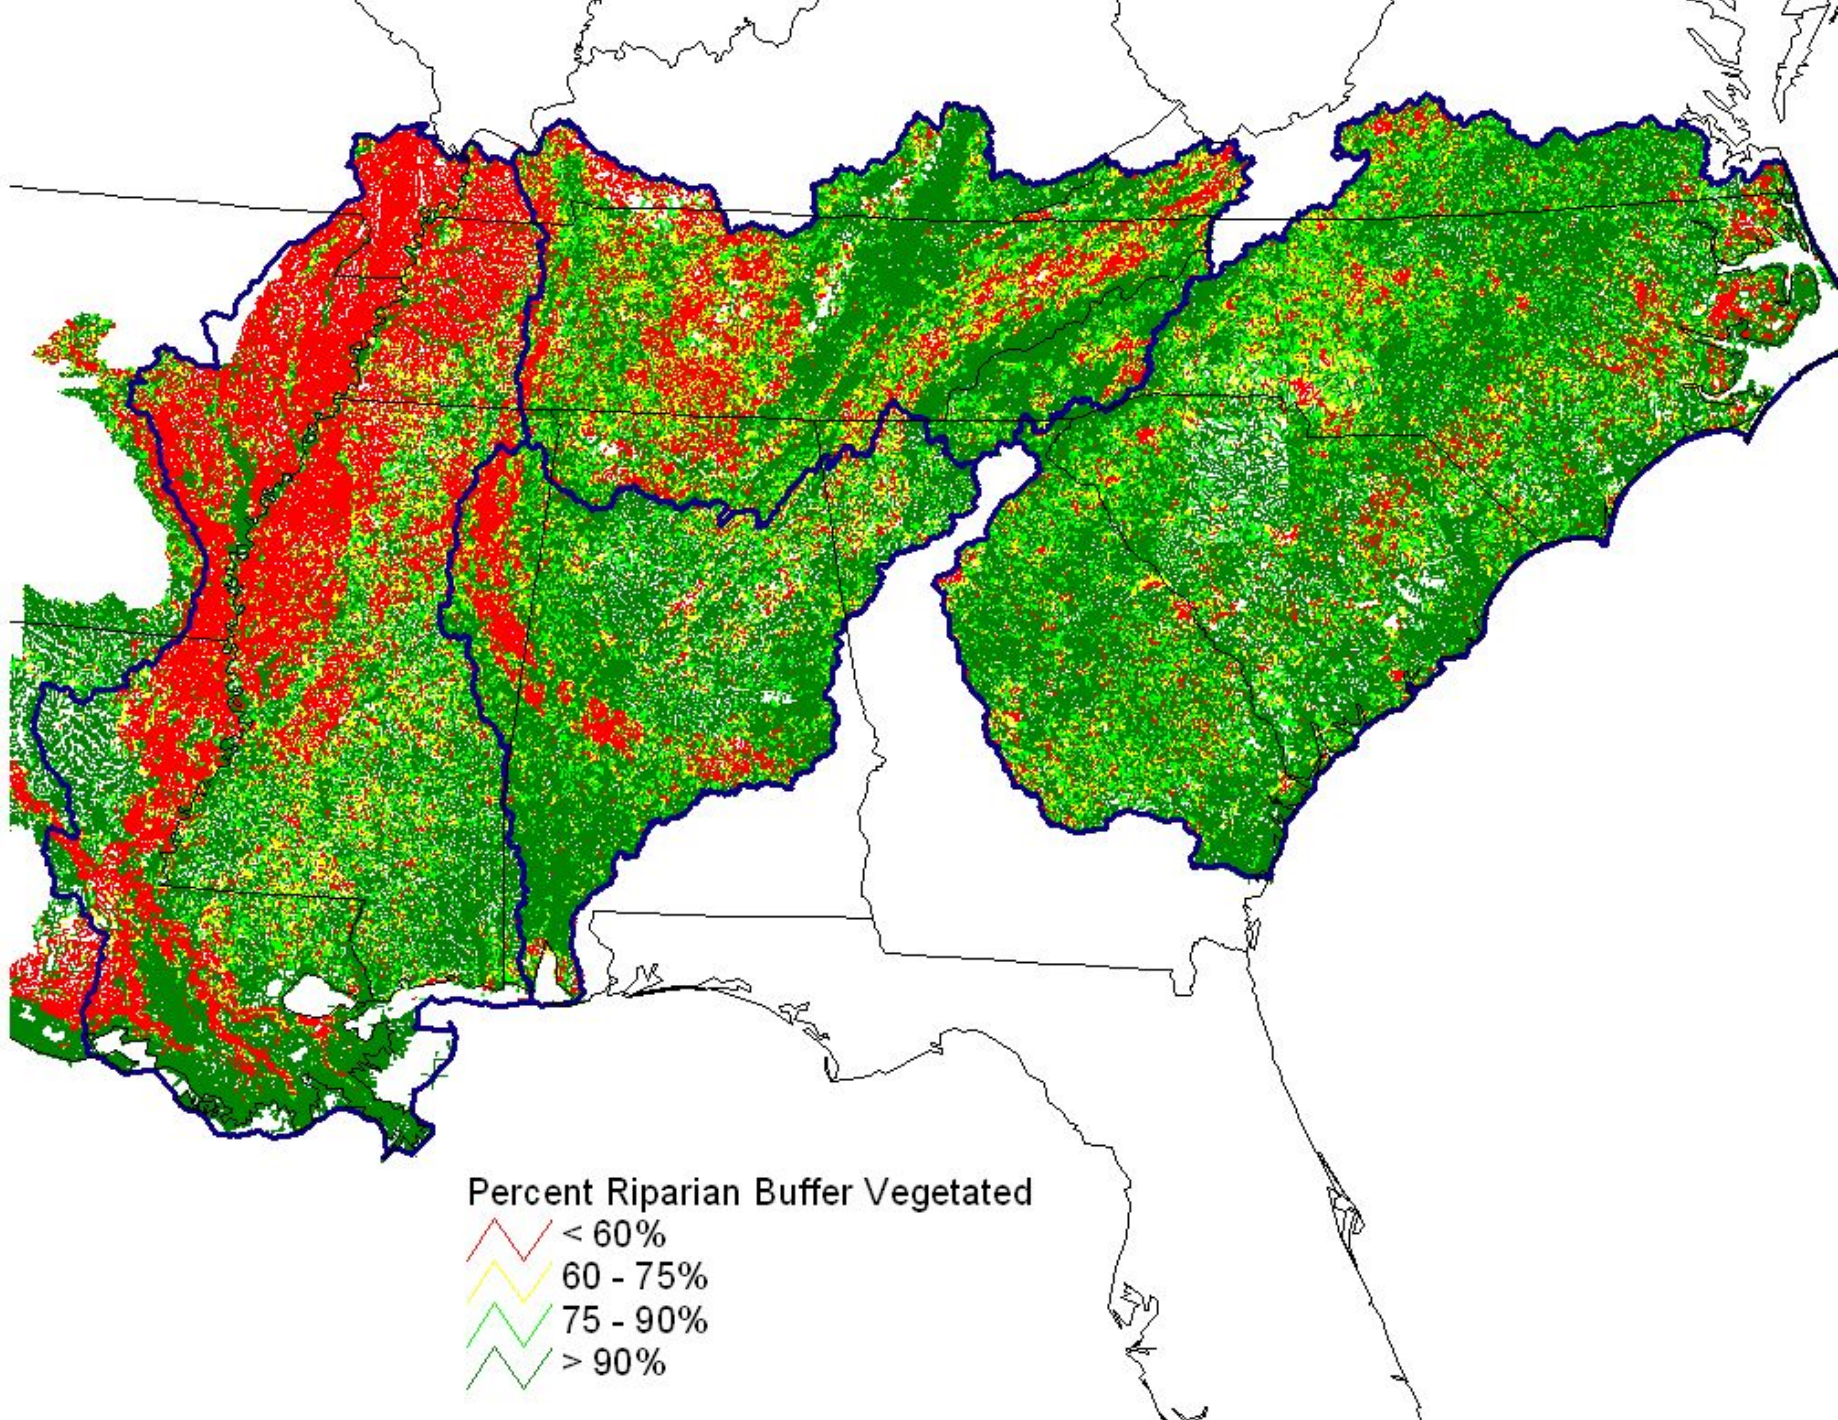 Percent Riparian Buffer Vegetated
< 60%
60 - 75%
75 - 90%
> 90%